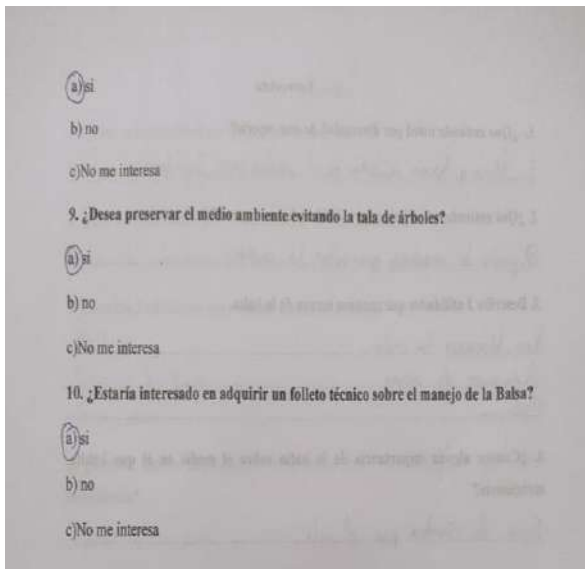 a) si
b) no
c)No me interesa
9. ¿Desea preservar el medio ambiente evitando la tala de árboles?
a) si
b) no
c)No me interesa
10. ¿Estaría interesado en adquirir un folleto técnico sobre el manejo de la Balsa?
a) si
b) no
c)No me interesa